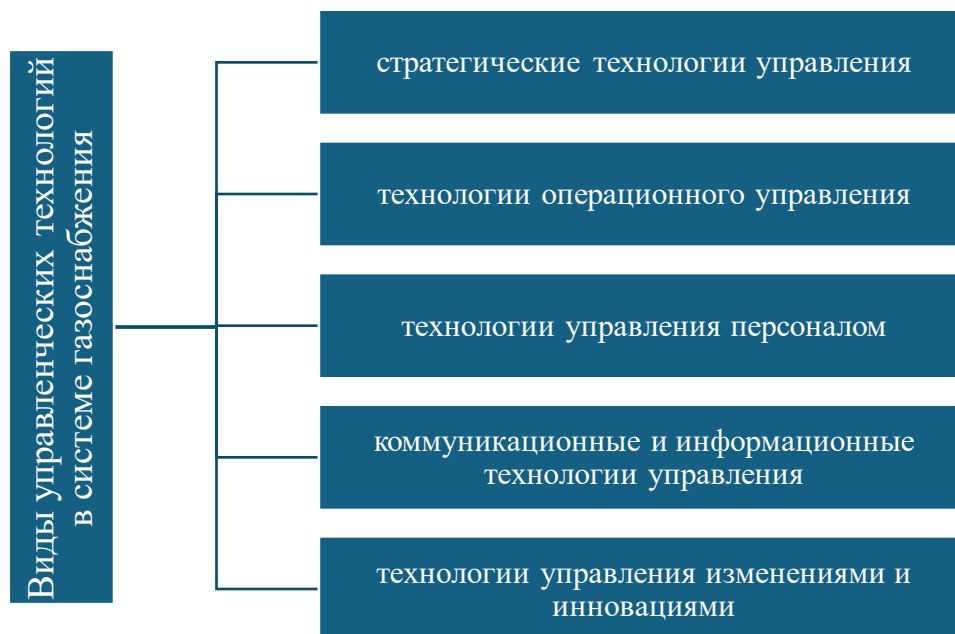 Виды управленческих технологий
в системе газоснабжения
стратегические технологии управления
технологии операционного управления
технологии управления персоналом
коммуникационные и информационные
технологии управления
технологии управления изменениями и
инновациями